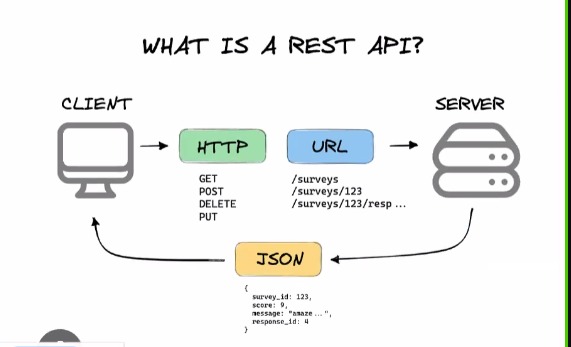 WHAT IS A REST API?
CLIENT
SERVER
HTTP
URL
GET
POST
DELETE
PUT
/surveys
/surveys/123
/surveys/123/resp ...
JSON
{
survey_id: 123,
score: 9,
message: "amaze ...",
response_id: 4
}